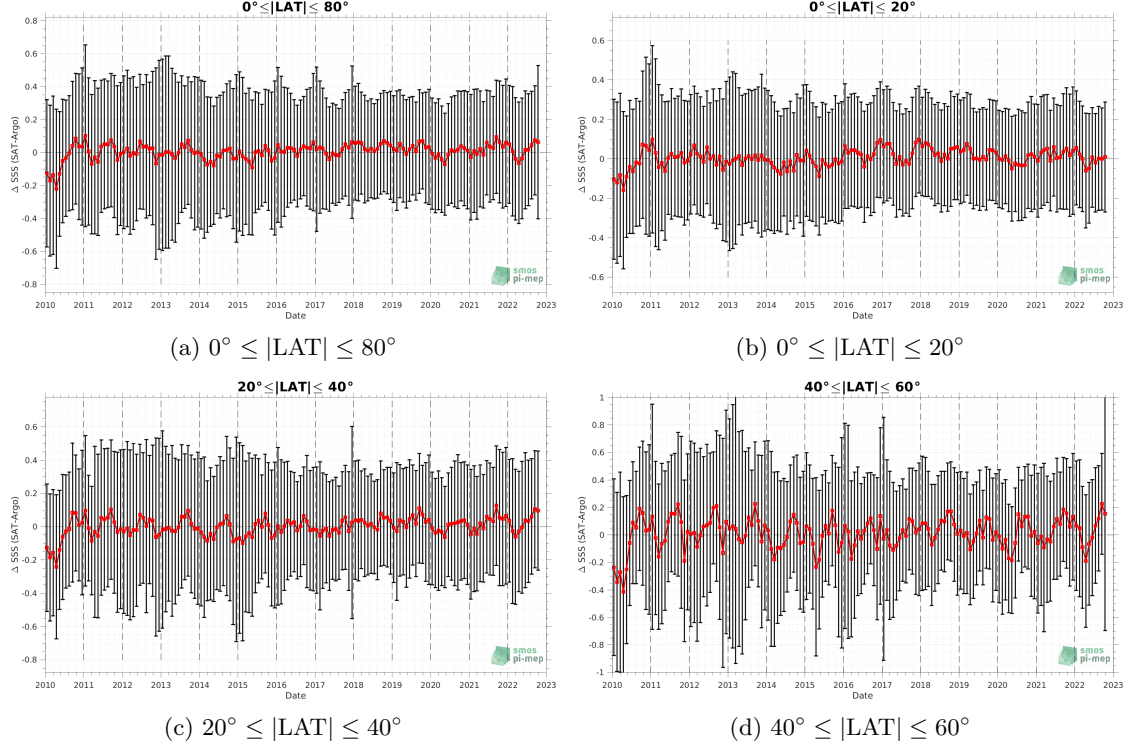 0°≤|LAT|≤ 80°
Δ SSS (SAT-Argo)
0.8
0.6
0.4
0.2
0
-0.2
-0.4
-0.6
-0.8
2010 2011 2012 2013 2014 2015 2016 2017 2018 2019 2020 2021 2022 2023
Date
smos
pi-mep
(a) 0° ≤ |LAT| ≤ 80°
0°≤|LAT|≤ 20°
Δ SSS (SAT-Argo)
0.6
0.4
0.2
0
-0.2
-0.4
-0.6
2010 2011 2012 2013 2014 2015 2016 2017 2018 2019 2020 2021 2022 2023
Date
smos
pi-mep
(b) 0° ≤ |LAT| ≤ 20°
20°≤|LAT|≤ 40°
Δ SSS (SAT-Argo)
0.8
0.6
0.4
0.2
0
-0.2
-0.4
-0.6
-0.8
2010 2011 2012 2013 2014 2015 2016 2017 2018 2019 2020 2021 2022 2023
Date
smos
pi-mep
(c) 20° ≤ |LAT| ≤ 40°
40°≤|LAT|≤ 60°
Δ SSS (SAT-Argo)
1
0.8
0.6
0.4
0.2
0
-0.2
-0.4
-0.6
-0.8
-1
2010 2011 2012 2013 2014 2015 2016 2017 2018 2019 2020 2021 2022 2023
Date
smos
pi-mep
(d) 40° ≤ |LAT| ≤ 60°